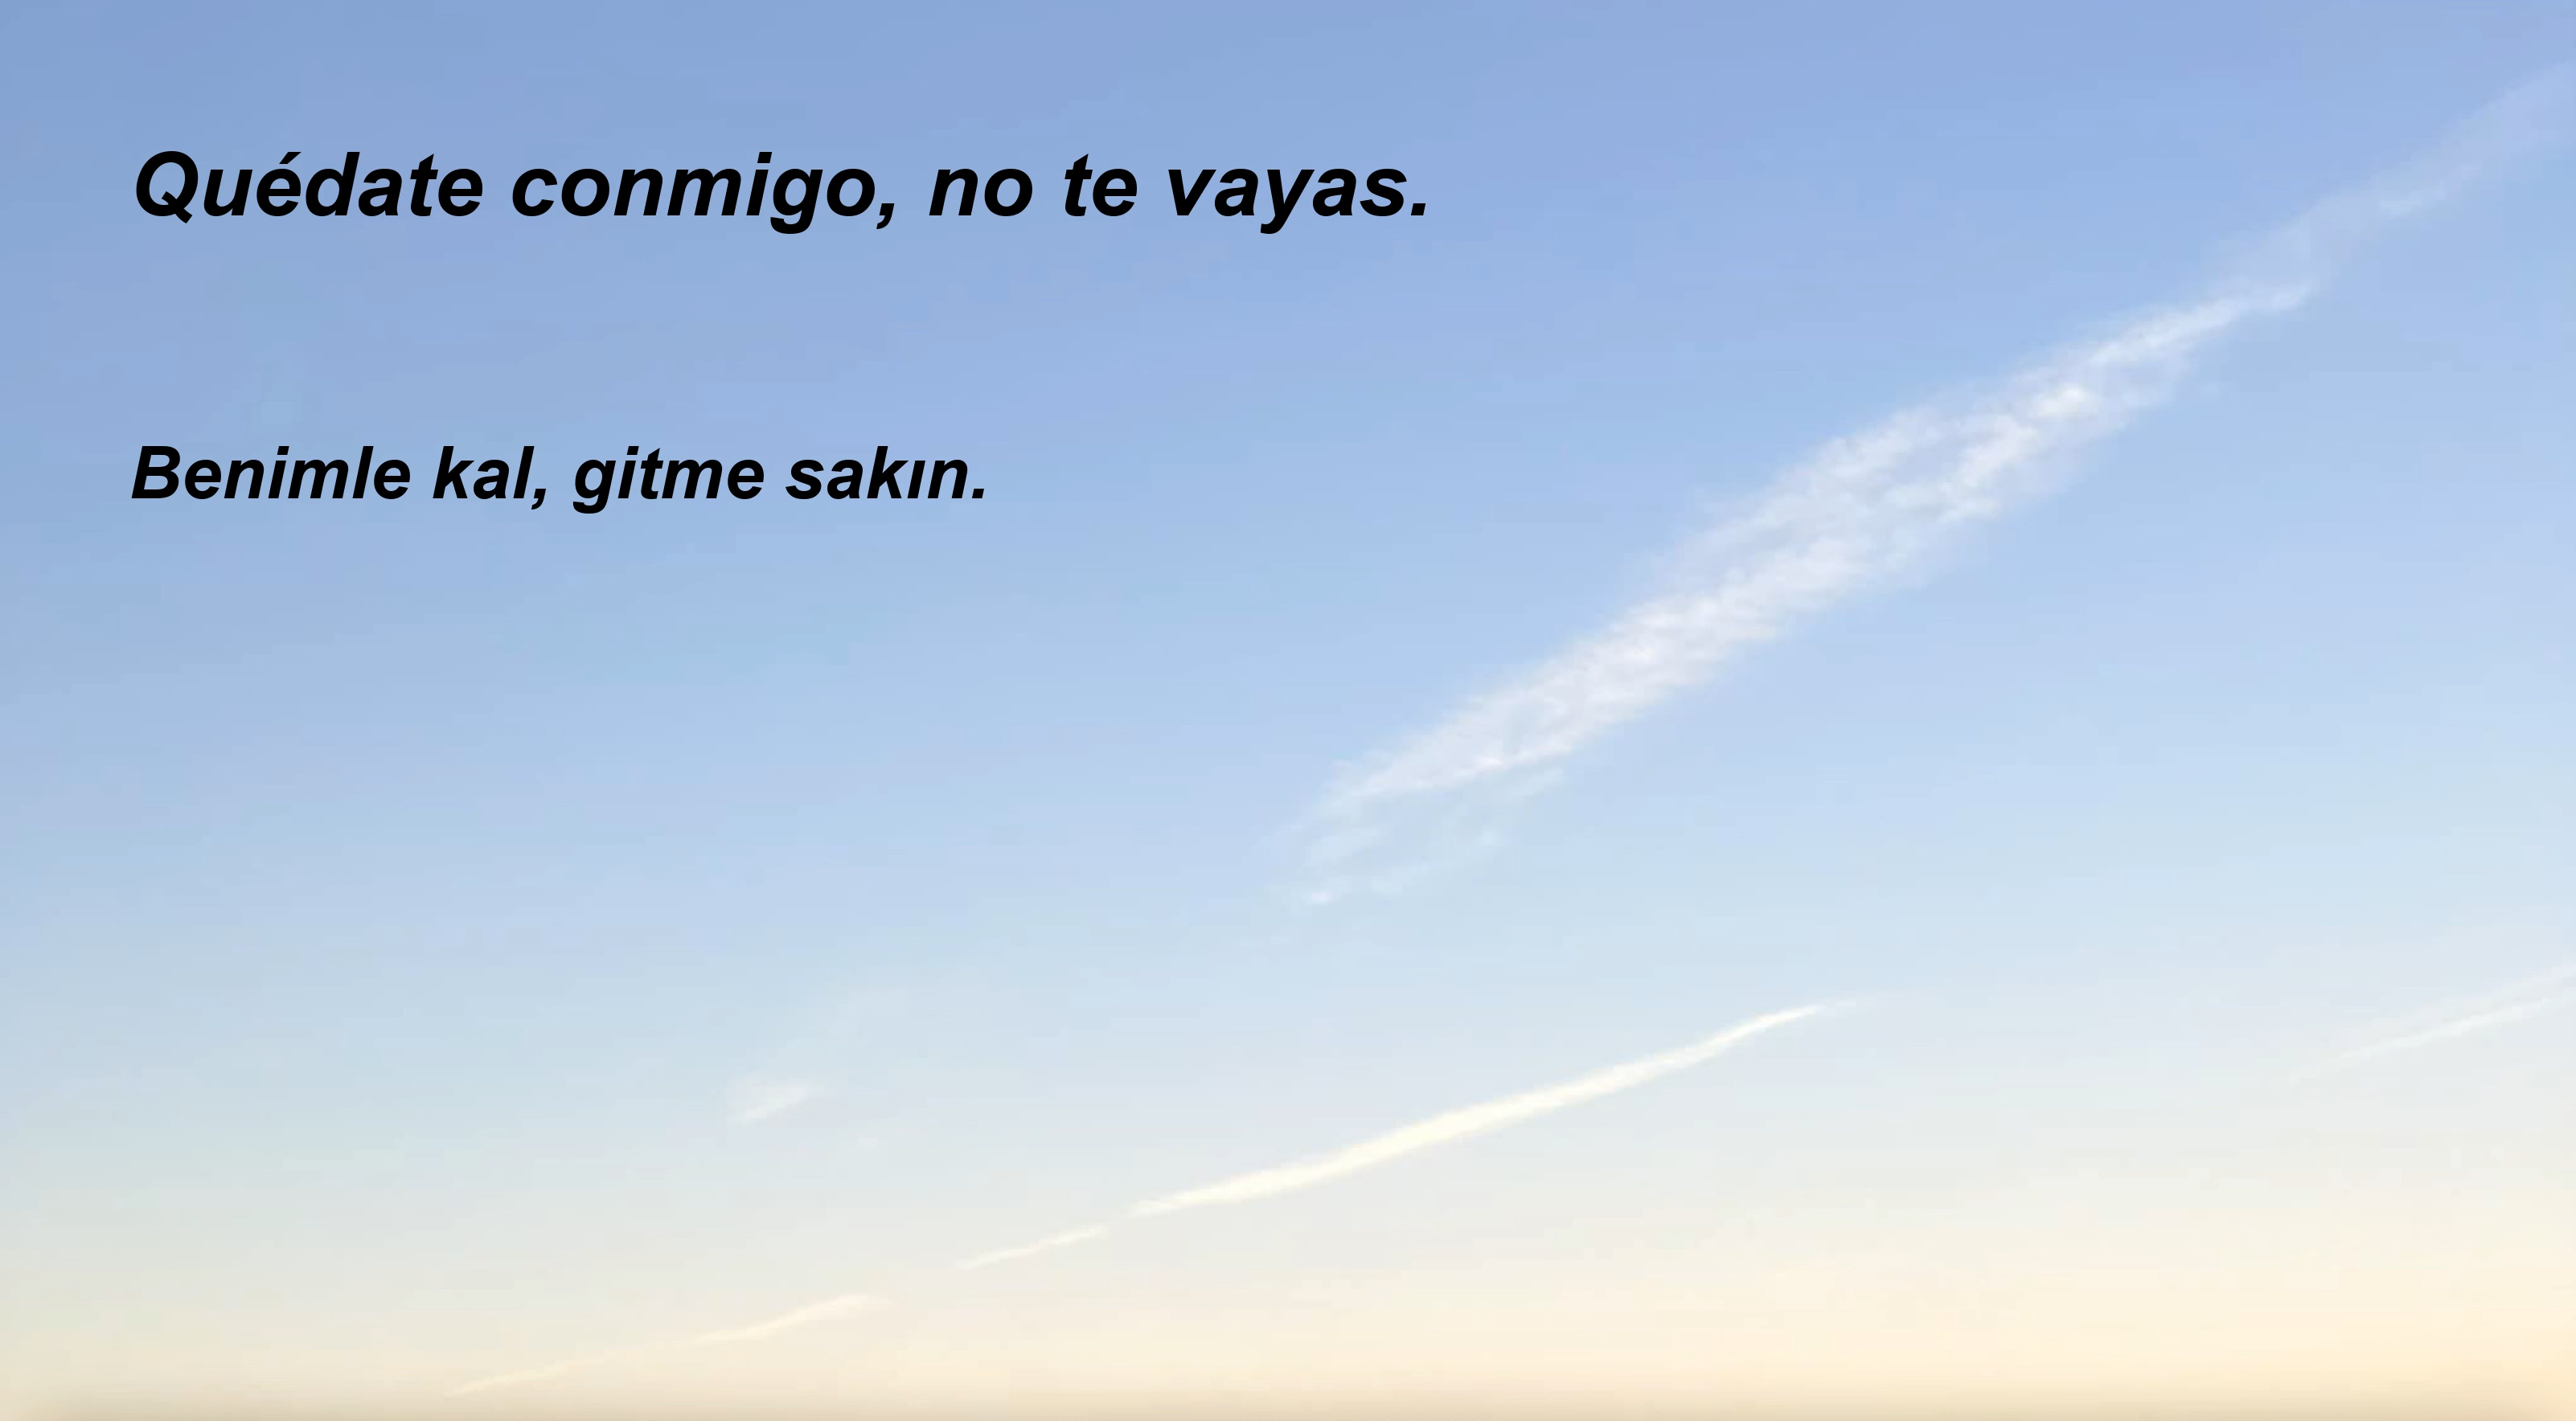 Quédate conmigo, no te vayas.
Benimle kal, gitme sakın.